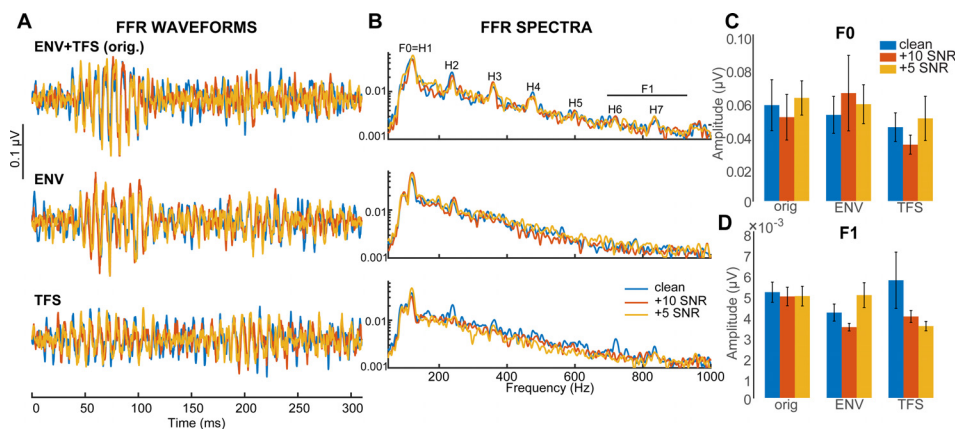 A
FFR WAVEFORMS
ENV+TFS (orig.)
0.1 µV
ENV
TFS
0 50 100 150 200 250 300
Time (ms)
B
FFR SPECTRA
F0=H1
H2
H3
H4
H5
H6
H7
F1
0.01
0.001
0.01
0.001
clean
+10 SNR
+5 SNR
0.01
0.001
200 400 600 800 1000
Frequency (Hz)
C
F0
clean
+10 SNR
+5 SNR
Amplitude (µV)
0.10
0.08
0.06
0.04
0.02
0
orig ENV TFS
D
F1
×10⁻³
Amplitude (µV)
8
7
6
5
4
3
2
1
0
orig ENV TFS